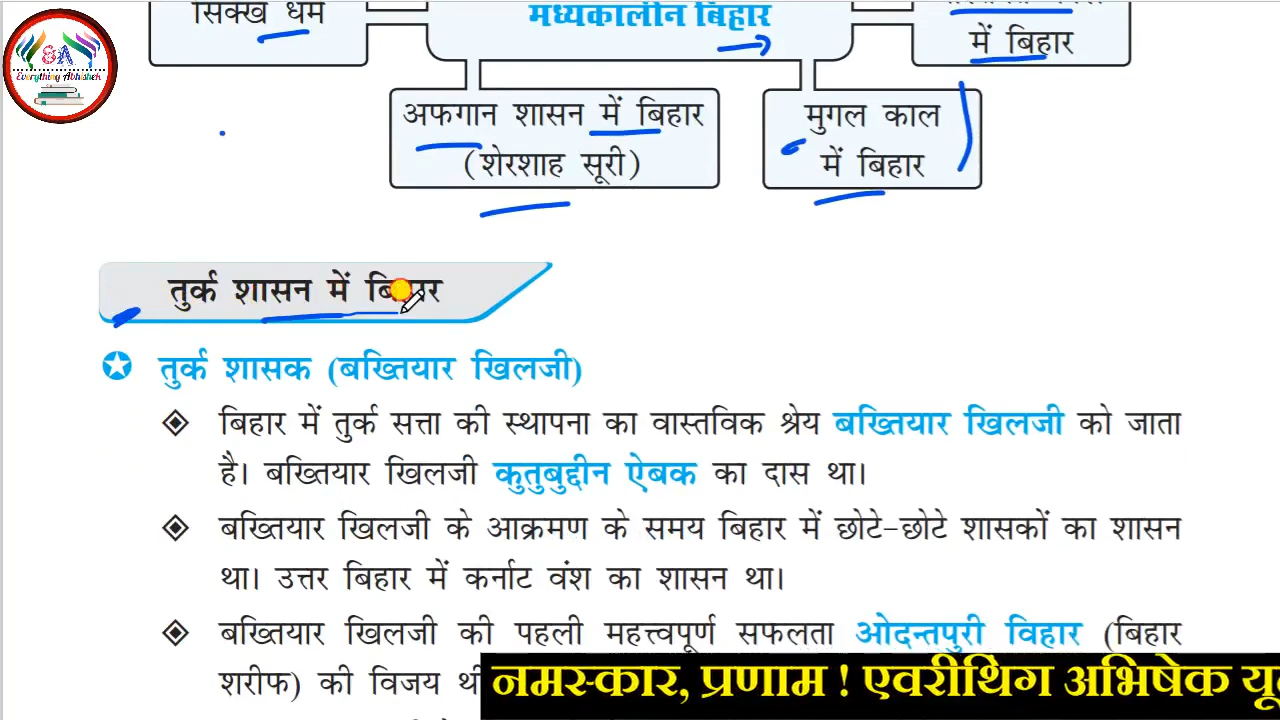 सिक्ख धर्म
मध्यकालीन बिहार
में बिहार
&A
Everything Abhishek
अफगान शासन में बिहार
(शेरशाह सूरी)
मुगल काल
में बिहार
तुर्क शासन में बिहार
तुर्क शासक (बख्तियार खिलजी)
बिहार में तुर्क सत्ता की स्थापना का वास्तविक श्रेय बख्तियार खिलजी को जाता
है। बख्तियार खिलजी कुतुबुद्दीन ऐबक का दास था।
बख्तियार खिलजी के आक्रमण के समय बिहार में छोटे-छोटे शासकों का शासन
था। उत्तर बिहार में कर्नाट वंश का शासन था।
बख्तियार खिलजी की पहली महत्त्वपूर्ण सफलता ओदन्तपुरी विहार (बिहार
शरीफ) की विजय थी
नमस्कार, प्रणाम ! एवरीथिंग अभिषेक यू